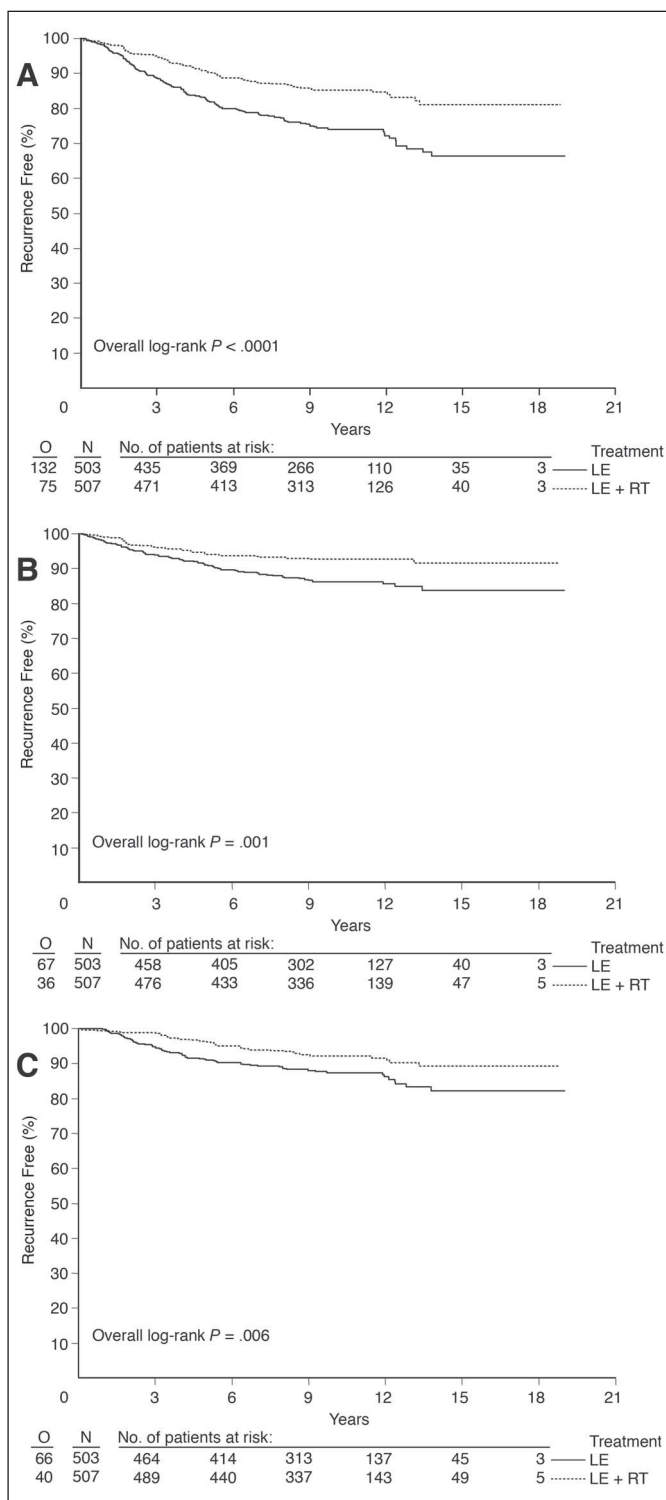 A
Recurrence Free (%)
100
90
80
70
60
50
40
30
20
10
Overall log-rank P < .0001
0 3 6 9 12 15 18 21
Years
O N No. of patients at risk: Treatment
132 503 435 369 266 110 35 3 LE
75 507 471 413 313 126 40 3 LE + RT
B
Recurrence Free (%)
100
90
80
70
60
50
40
30
20
10
Overall log-rank P = .001
0 3 6 9 12 15 18 21
Years
O N No. of patients at risk: Treatment
67 503 458 405 302 127 40 3 LE
36 507 476 433 336 139 47 5 LE + RT
C
Recurrence Free (%)
100
90
80
70
60
50
40
30
20
10
Overall log-rank P = .006
0 3 6 9 12 15 18 21
Years
O N No. of patients at risk: Treatment
66 503 464 414 313 137 45 3 LE
40 507 489 440 337 143 49 5 LE + RT